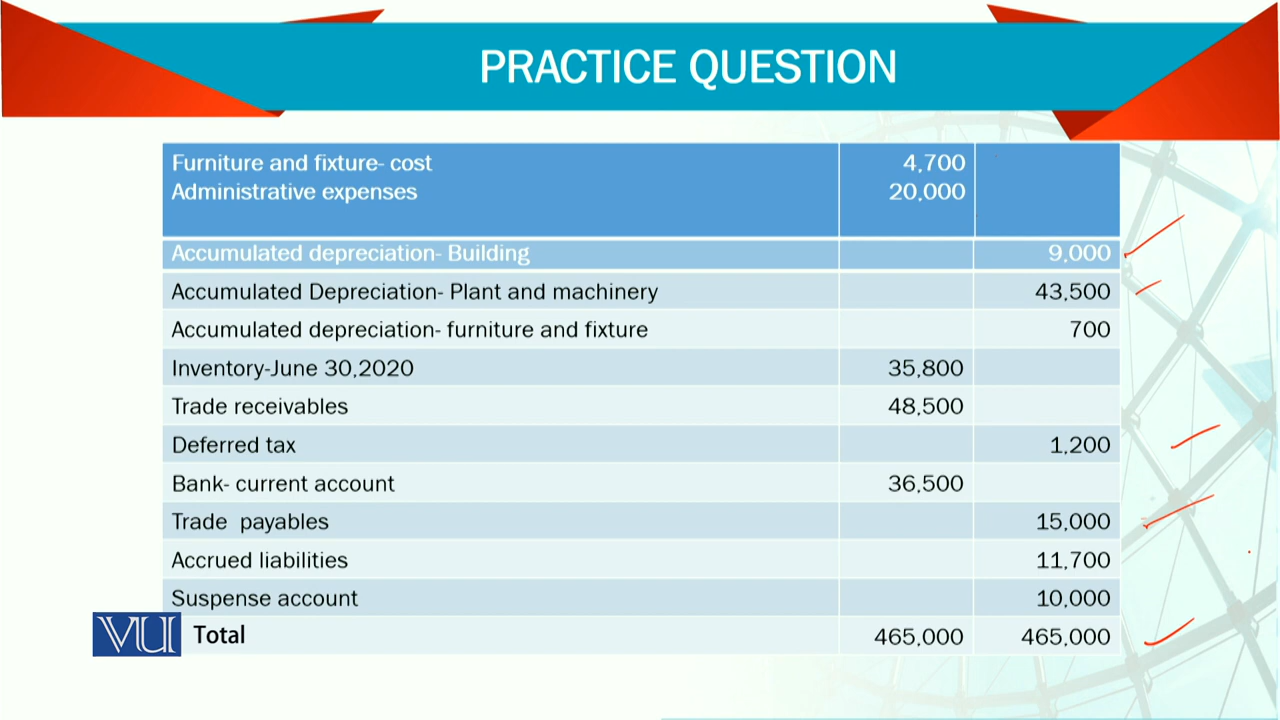 PRACTICE QUESTION
Furniture and fixture- cost 4,700
Administrative expenses 20,000
Accumulated depreciation- Building 9,000
Accumulated Depreciation- Plant and machinery 43,500
Accumulated depreciation- furniture and fixture 700
Inventory-June 30,2020 35,800
Trade receivables 48,500
Deferred tax 1,200
Bank- current account 36,500
Trade payables 15,000
Accrued liabilities 11,700
Suspense account 10,000
VU Total 465,000 465,000